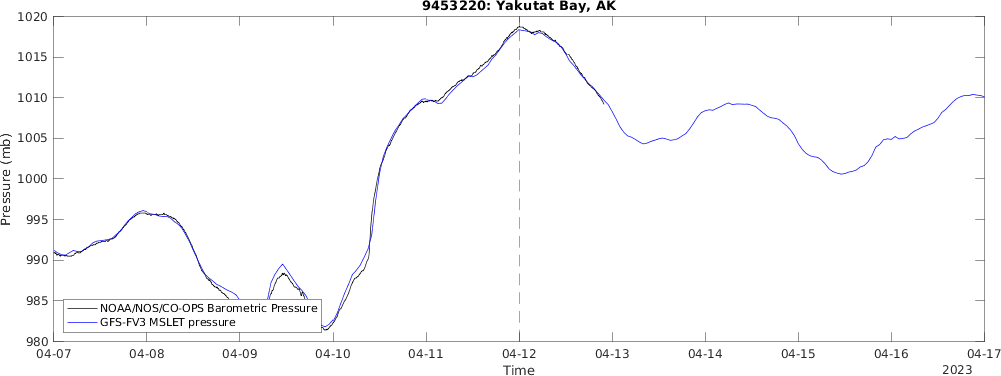 9453220: Yakutat Bay, AK
Pressure (mb)
1020
1015
1010
1005
1000
995
990
985
980
NOAA/NOS/CO-OPS Barometric Pressure
GFS-FV3 MSLET pressure
04-07 04-08 04-09 04-10 04-11 04-12 04-13 04-14 04-15 04-16 04-17
Time
2023